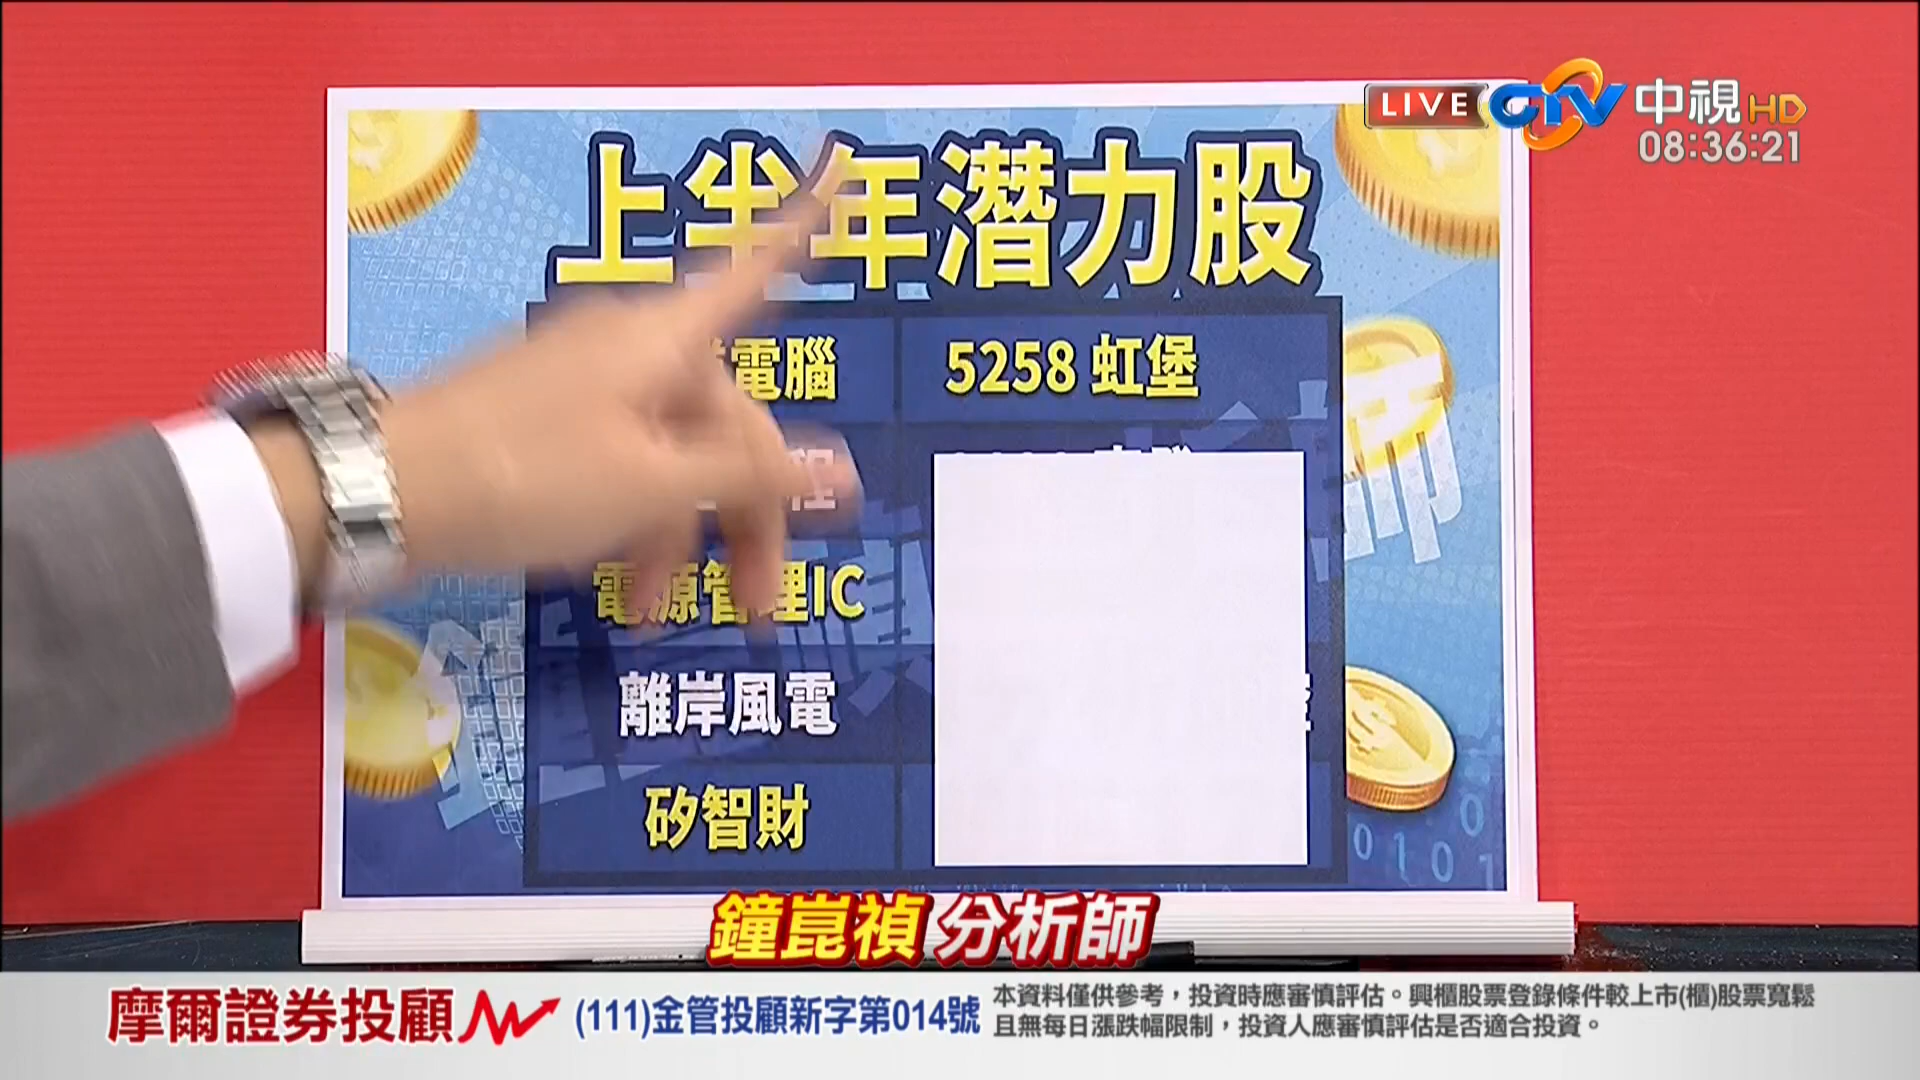 LIVE CTV 中視HD
08:36:21
上半年潛力股
電腦 5258 虹堡
程
電源管理IC
離岸風電
矽智財
鐘崑禎 分析師
摩爾證券投顧 (111)金管投顧新字第014號
本資料僅供參考，投資時應審慎評估。興櫃股票登錄條件較上市(櫃)股票寬鬆
且無每日漲跌幅限制，投資人應審慎評估是否適合投資。